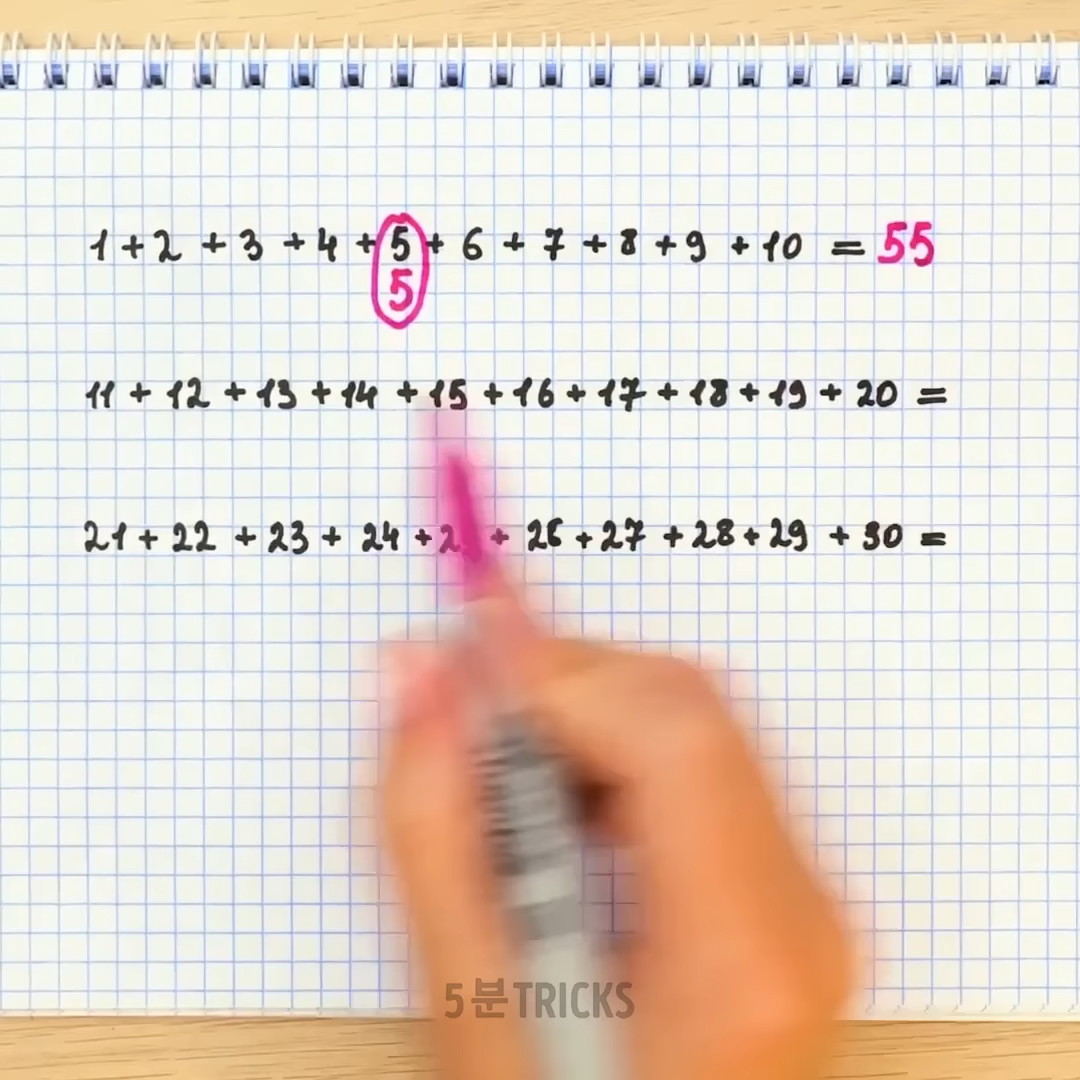 1 + 2 + 3 + 4 + 5 + 6 + 7 + 8 + 9 + 10 = 55
5
11 + 12 + 13 + 14 + 15 + 16 + 17 + 18 + 19 + 20 =
21 + 22 + 23 + 24 + 2 + 26 + 27 + 28 + 29 + 30 =
5분TRICKS